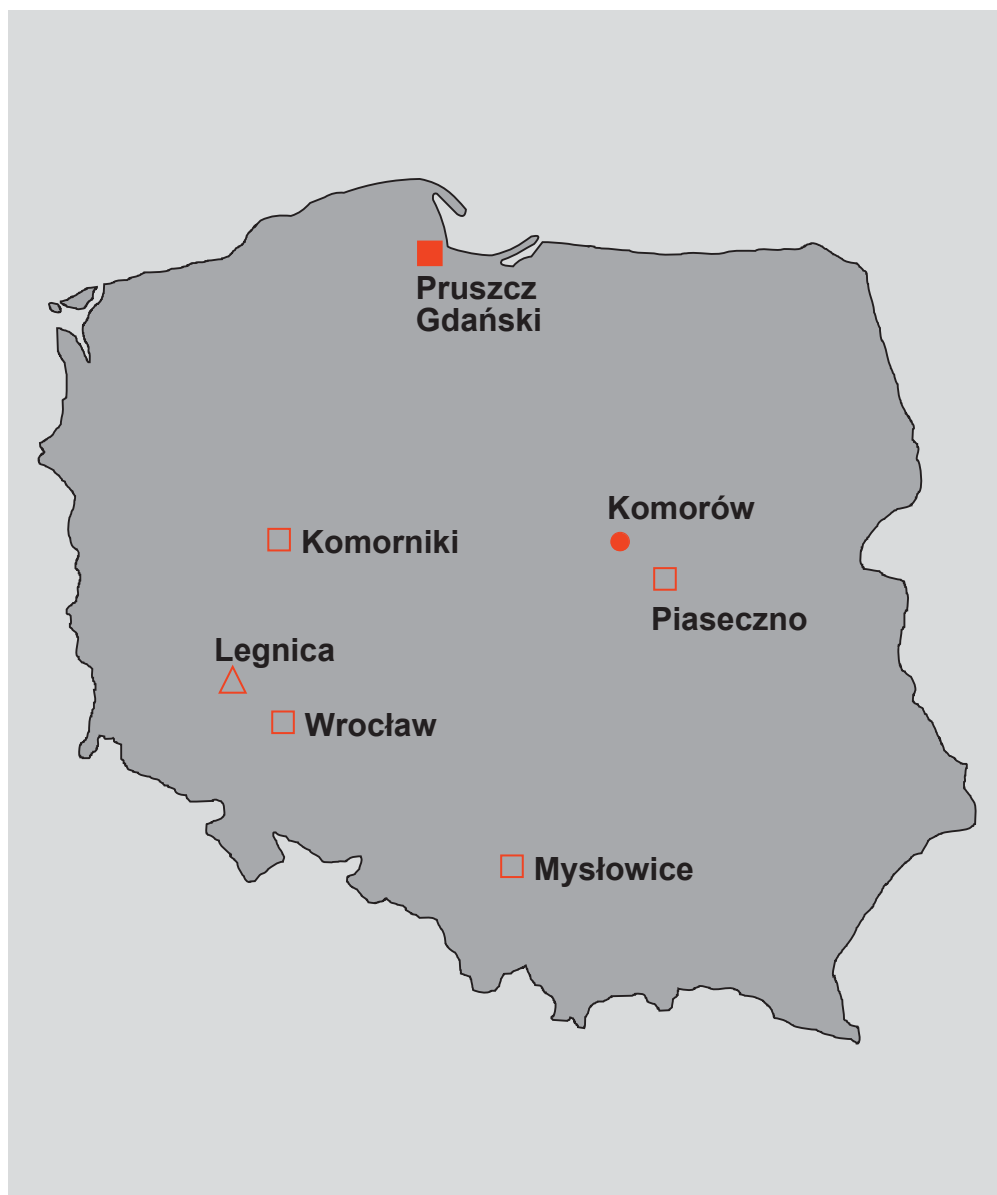 Pruszcz
Gdański
Komorów
Komorniki
Piaseczno
Legnica
Wrocław
Mysłowice